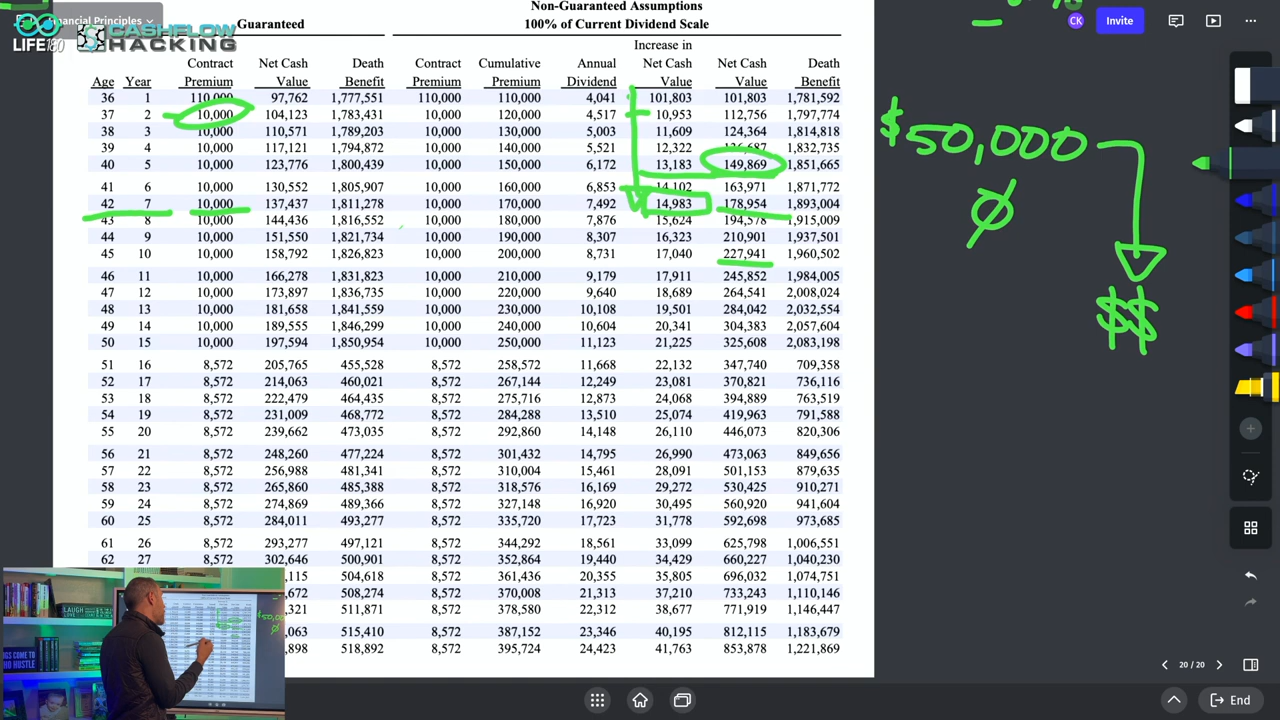 Financial Principles
LIFE180
CASHFLOW
HACKING
CK
Invite
Guaranteed
Non-Guaranteed Assumptions
100% of Current Dividend Scale
Increase in
Contract Net Cash Death Contract Cumulative Annual Net Cash Net Cash Death
Age Year Premium Value Benefit Premium Premium Dividend Value Value Benefit
36 1 110,000 97,762 1,777,551 110,000 110,000 4,041 101,803 101,803 1,781,592
37 2 10,000 104,123 1,783,431 10,000 120,000 4,517 10,953 112,756 1,797,774
38 3 10,000 110,571 1,789,203 10,000 130,000 5,003 11,609 124,364 1,814,818
39 4 10,000 117,121 1,794,872 10,000 140,000 5,521 12,322 136,687 1,832,735
40 5 10,000 123,776 1,800,439 10,000 150,000 6,172 13,183 149,869 1,851,665
41 6 10,000 130,552 1,805,907 10,000 160,000 6,853 14,102 163,971 1,871,772
42 7 10,000 137,437 1,811,278 10,000 170,000 7,492 14,983 178,954 1,893,004
43 8 10,000 144,436 1,816,552 10,000 180,000 7,876 15,624 194,578 1,915,009
44 9 10,000 151,550 1,821,734 10,000 190,000 8,307 16,323 210,901 1,937,501
45 10 10,000 158,792 1,826,823 10,000 200,000 8,731 17,040 227,941 1,960,502
46 11 10,000 166,278 1,831,823 10,000 210,000 9,179 17,911 245,852 1,984,005
47 12 10,000 173,897 1,836,735 10,000 220,000 9,640 18,689 264,541 2,008,024
48 13 10,000 181,658 1,841,559 10,000 230,000 10,108 19,501 284,042 2,032,554
49 14 10,000 189,555 1,846,299 10,000 240,000 10,604 20,341 304,383 2,057,604
50 15 10,000 197,594 1,850,954 10,000 250,000 11,123 21,225 325,608 2,083,198
51 16 8,572 205,765 455,528 8,572 258,572 11,668 22,132 347,740 709,358
52 17 8,572 214,063 460,021 8,572 267,144 12,249 23,081 370,821 736,116
53 18 8,572 222,479 464,435 8,572 275,716 12,873 24,068 394,889 763,519
54 19 8,572 231,009 468,772 8,572 284,288 13,510 25,074 419,963 791,588
55 20 8,572 239,662 473,035 8,572 292,860 14,148 26,110 446,073 820,306
56 21 8,572 248,260 477,224 8,572 301,432 14,795 26,990 473,063 849,656
57 22 8,572 256,988 481,341 8,572 310,004 15,461 28,091 501,153 879,635
58 23 8,572 265,860 485,388 8,572 318,576 16,169 29,272 530,425 910,271
59 24 8,572 274,869 489,366 8,572 327,148 16,920 30,495 560,920 941,604
60 25 8,572 284,011 493,277 8,572 335,720 17,723 31,778 592,698 973,685
61 26 8,572 293,277 497,121 8,572 344,292 18,561 33,099 625,798 1,006,551
62 27 8,572 302,646 500,901 8,572 352,864 19,440 34,429 660,227 1,040,230
,115 504,618 8,572 361,436 20,355 35,805 696,032 1,074,751
,672 508,274 8,572 370,008 21,313 37,210 733,243 1,110,146
,321 511,871 8,572 378,580 22,312 38,677 771,919 1,146,447
,063 515,410 8,572 387,152 23,346 40,195 812,115 1,183,679
,898 518,892 8,572 395,724 24,423 41,763 853,878 1,221,869
$50,000
Ø
$$
20 / 20
End